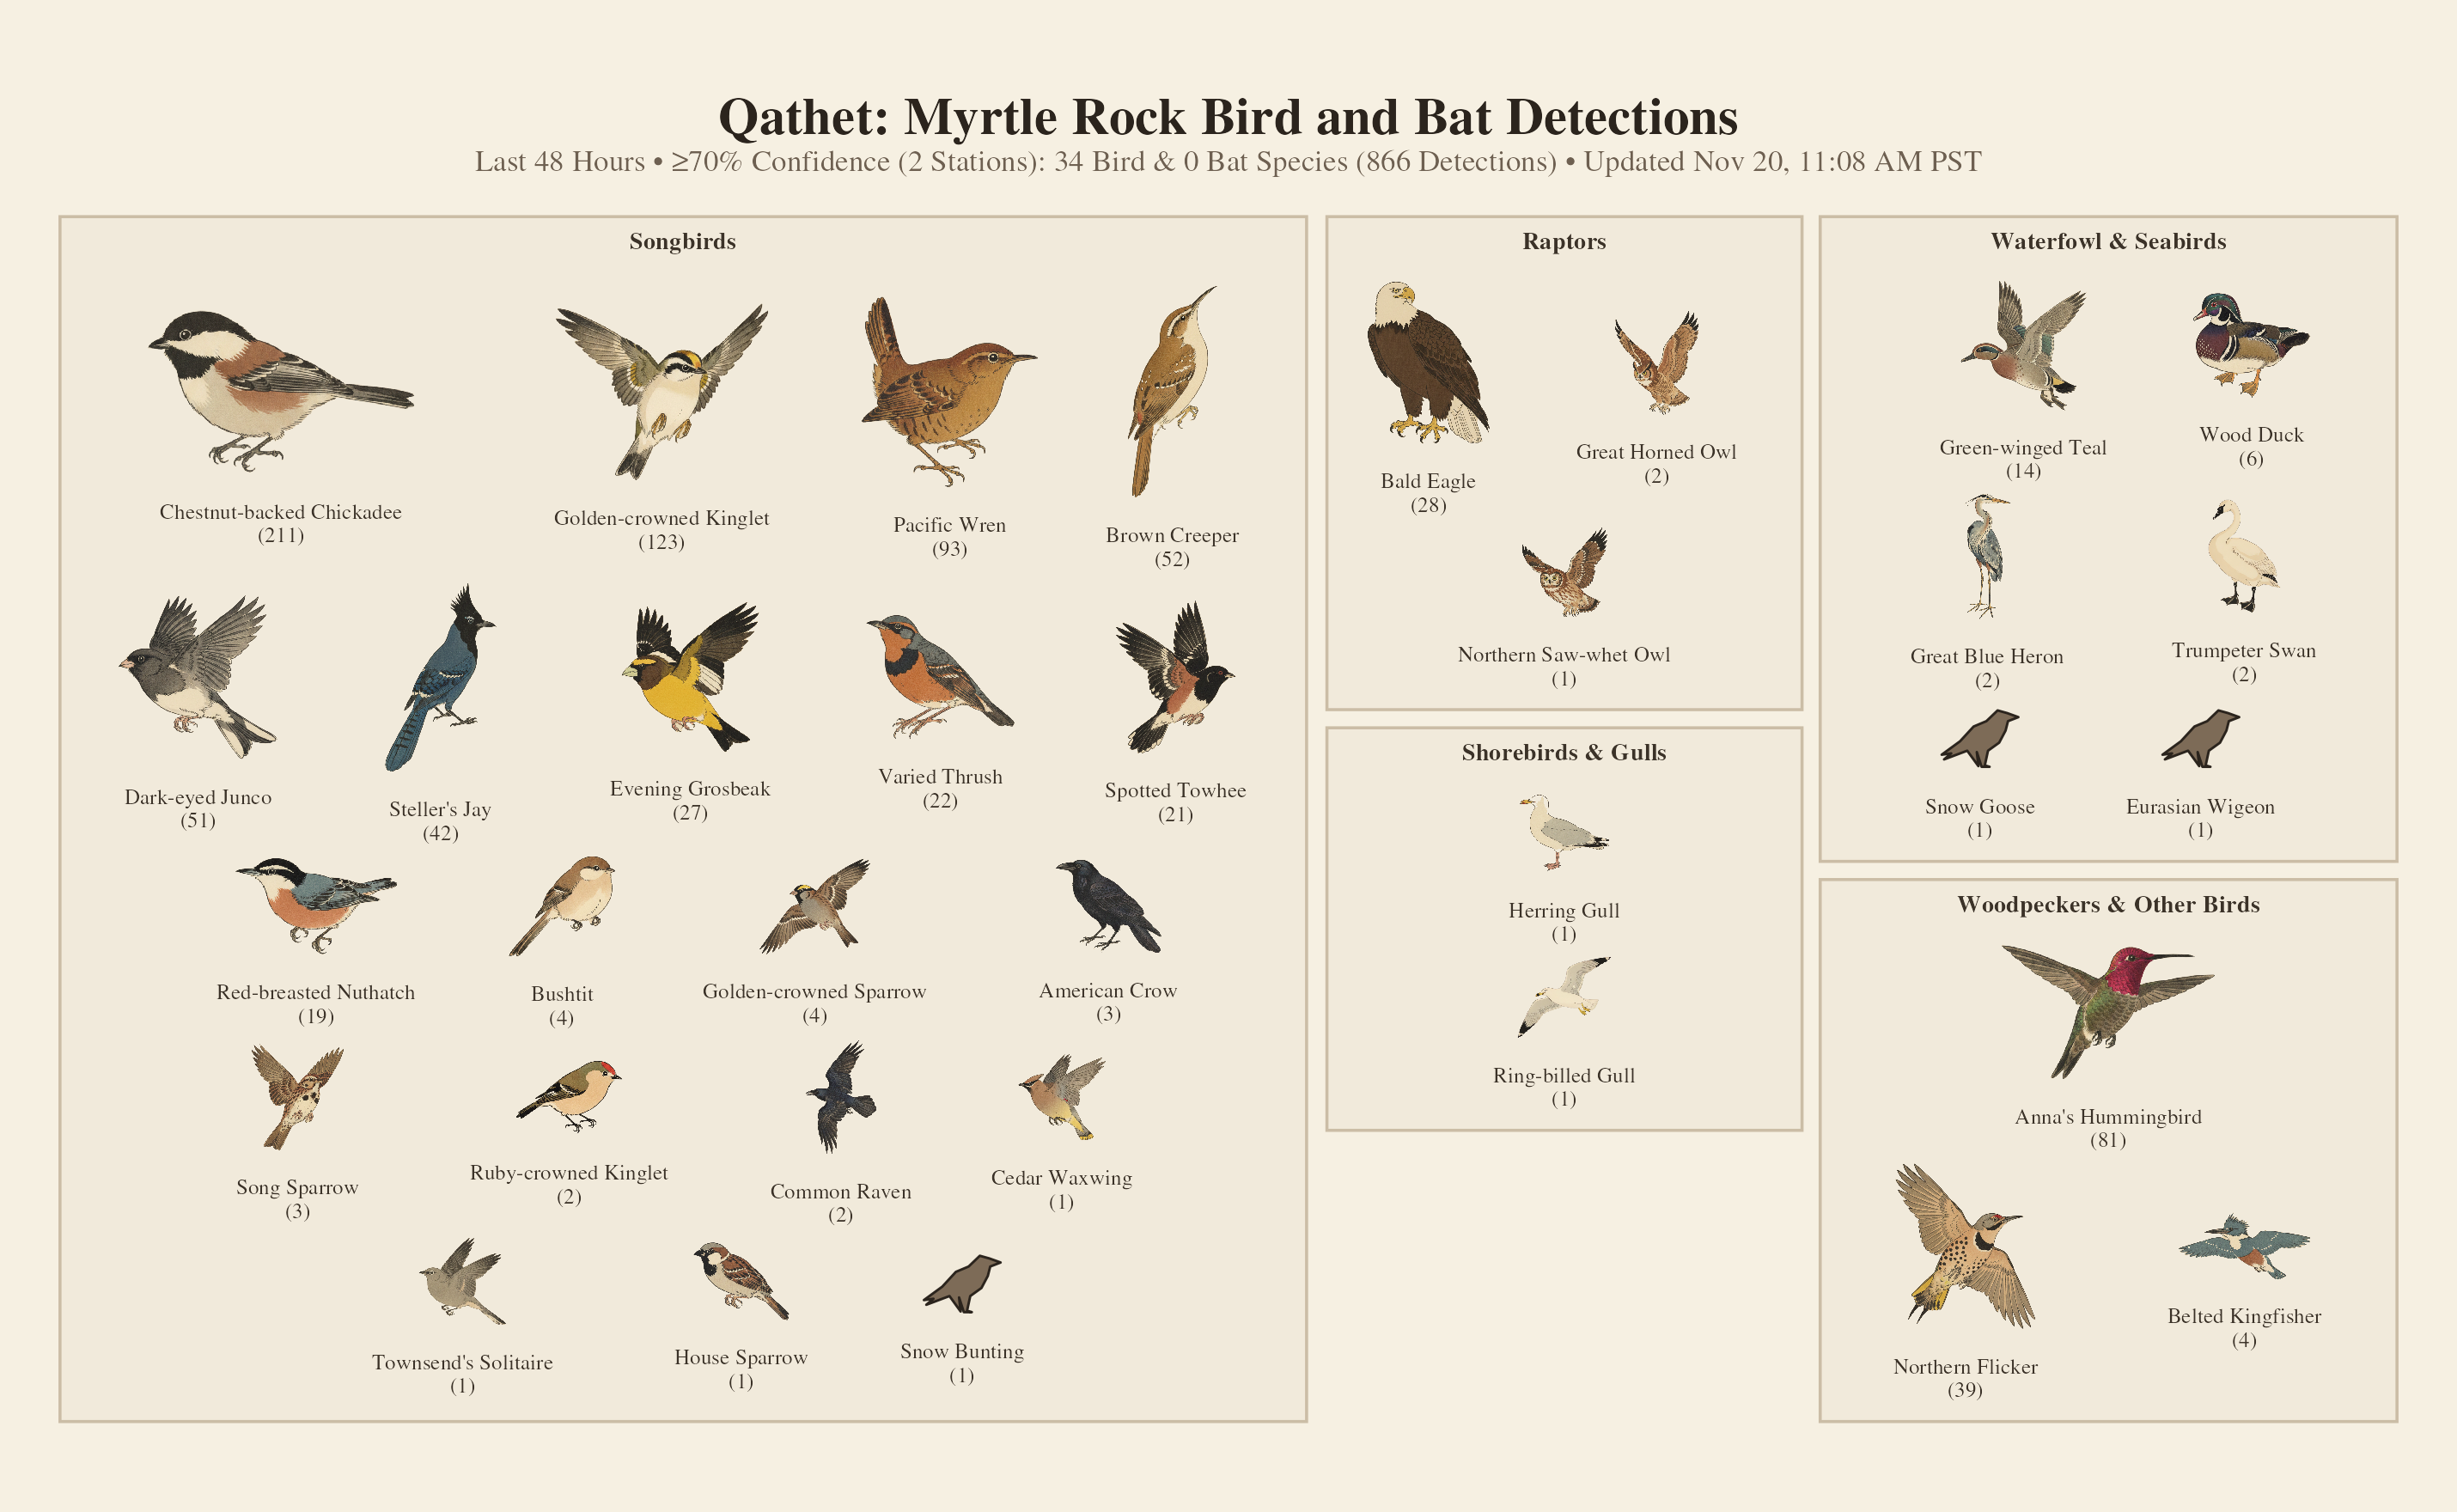 Qathet: Myrtle Rock Bird and Bat Detections
Last 48 Hours • ≥70% Confidence (2 Stations): 34 Bird & 0 Bat Species (866 Detections) • Updated Nov 20, 11:08 AM PST
Songbirds
Chestnut-backed Chickadee
(211)
Golden-crowned Kinglet
(123)
Pacific Wren
(93)
Brown Creeper
(52)
Dark-eyed Junco
(51)
Steller's Jay
(42)
Evening Grosbeak
(27)
Varied Thrush
(22)
Spotted Towhee
(21)
Red-breasted Nuthatch
(19)
Bushtit
(4)
Golden-crowned Sparrow
(4)
American Crow
(3)
Song Sparrow
(3)
Ruby-crowned Kinglet
(2)
Common Raven
(2)
Cedar Waxwing
(1)
Townsend's Solitaire
(1)
House Sparrow
(1)
Snow Bunting
(1)
Raptors
Bald Eagle
(28)
Great Horned Owl
(2)
Northern Saw-whet Owl
(1)
Shorebirds & Gulls
Herring Gull
(1)
Ring-billed Gull
(1)
Waterfowl & Seabirds
Green-winged Teal
(14)
Wood Duck
(6)
Great Blue Heron
(2)
Trumpeter Swan
(2)
Snow Goose
(1)
Eurasian Wigeon
(1)
Woodpeckers & Other Birds
Anna's Hummingbird
(81)
Northern Flicker
(39)
Belted Kingfisher
(4)